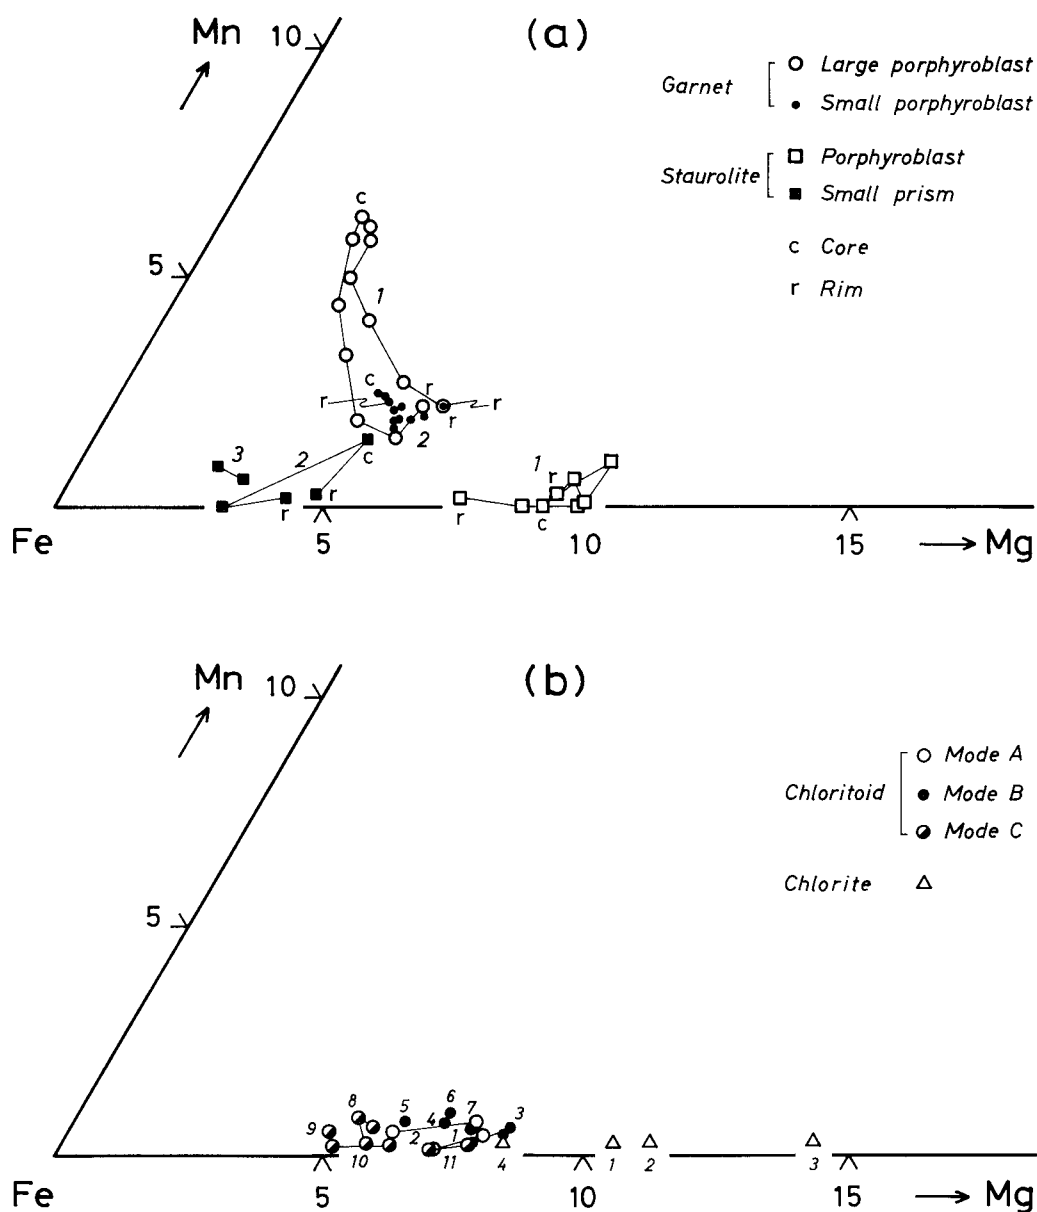 (a)
Mn 10
5
Garnet
Large porphyroblast
Small porphyroblast
Staurolite
Porphyroblast
Small prism
c Core
r Rim
c
1
c
r
r
r
r
2
3
2
c
r
r
1
r
r
c
Fe
5
10
15
Mg
(b)
Mn 10
5
Chloritoid
Mode A
Mode B
Mode C
Chlorite
8
5
6
7
3
9
4
2
1
10
11
4
1
2
3
Fe
5
10
15
Mg